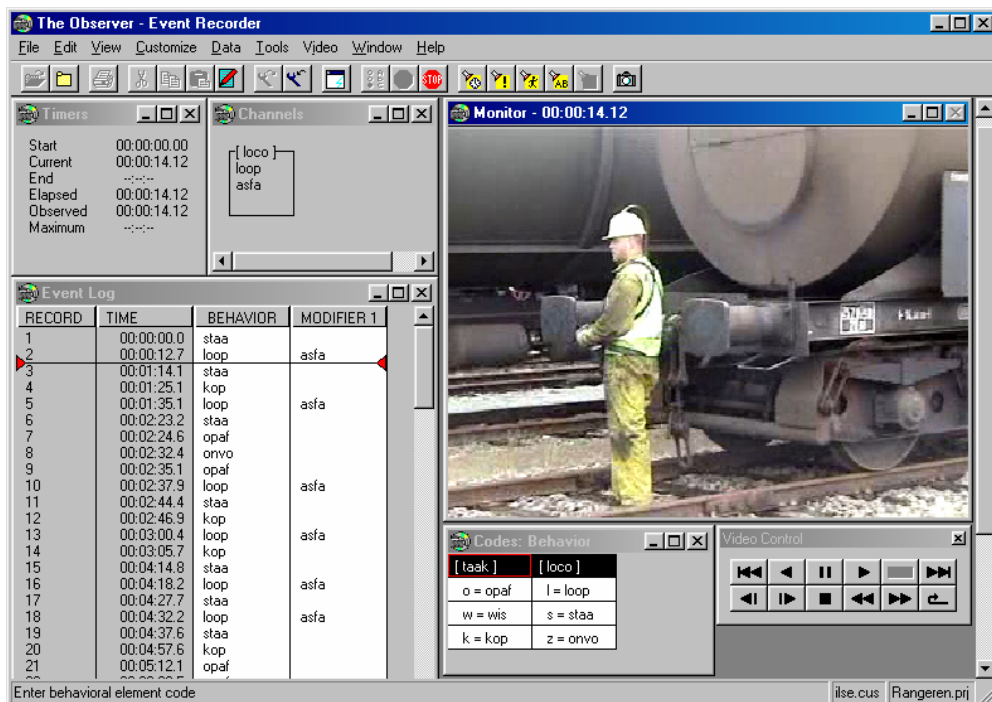 The Observer - Event Recorder
File Edit View Customize Data Tools Video Window Help
STOP
AB
Timers
Start 00:00:00.00
Current 00:00:14.12
End --:--:--
Elapsed 00:00:14.12
Observed 00:00:14.12
Maximum --:--:--
Channels
[ loco ]
loop
asfa
Monitor - 00:00:14.12
Event Log
RECORD TIME BEHAVIOR MODIFIER 1
1 00:00:00.0 staa
2 00:00:12.7 loop asfa
3 00:01:14.1 staa
4 00:01:25.1 kop
5 00:01:35.1 loop asfa
6 00:02:23.2 staa
7 00:02:24.6 opaf
8 00:02:32.4 onvo
9 00:02:35.1 opaf
10 00:02:37.9 loop asfa
11 00:02:44.4 staa
12 00:02:46.9 kop
13 00:03:00.4 loop asfa
14 00:03:05.7 kop
15 00:04:14.8 staa
16 00:04:18.2 loop asfa
17 00:04:27.7 staa
18 00:04:32.2 loop asfa
19 00:04:37.6 staa
20 00:04:57.6 kop
21 00:05:12.1 opaf
Codes: Behavior
[ taak ] [ loco ]
o = opaf l = loop
w = wis s = staa
k = kop z = onvo
Video Control
Enter behavioral element code
ilse.cus Rangeren.prj